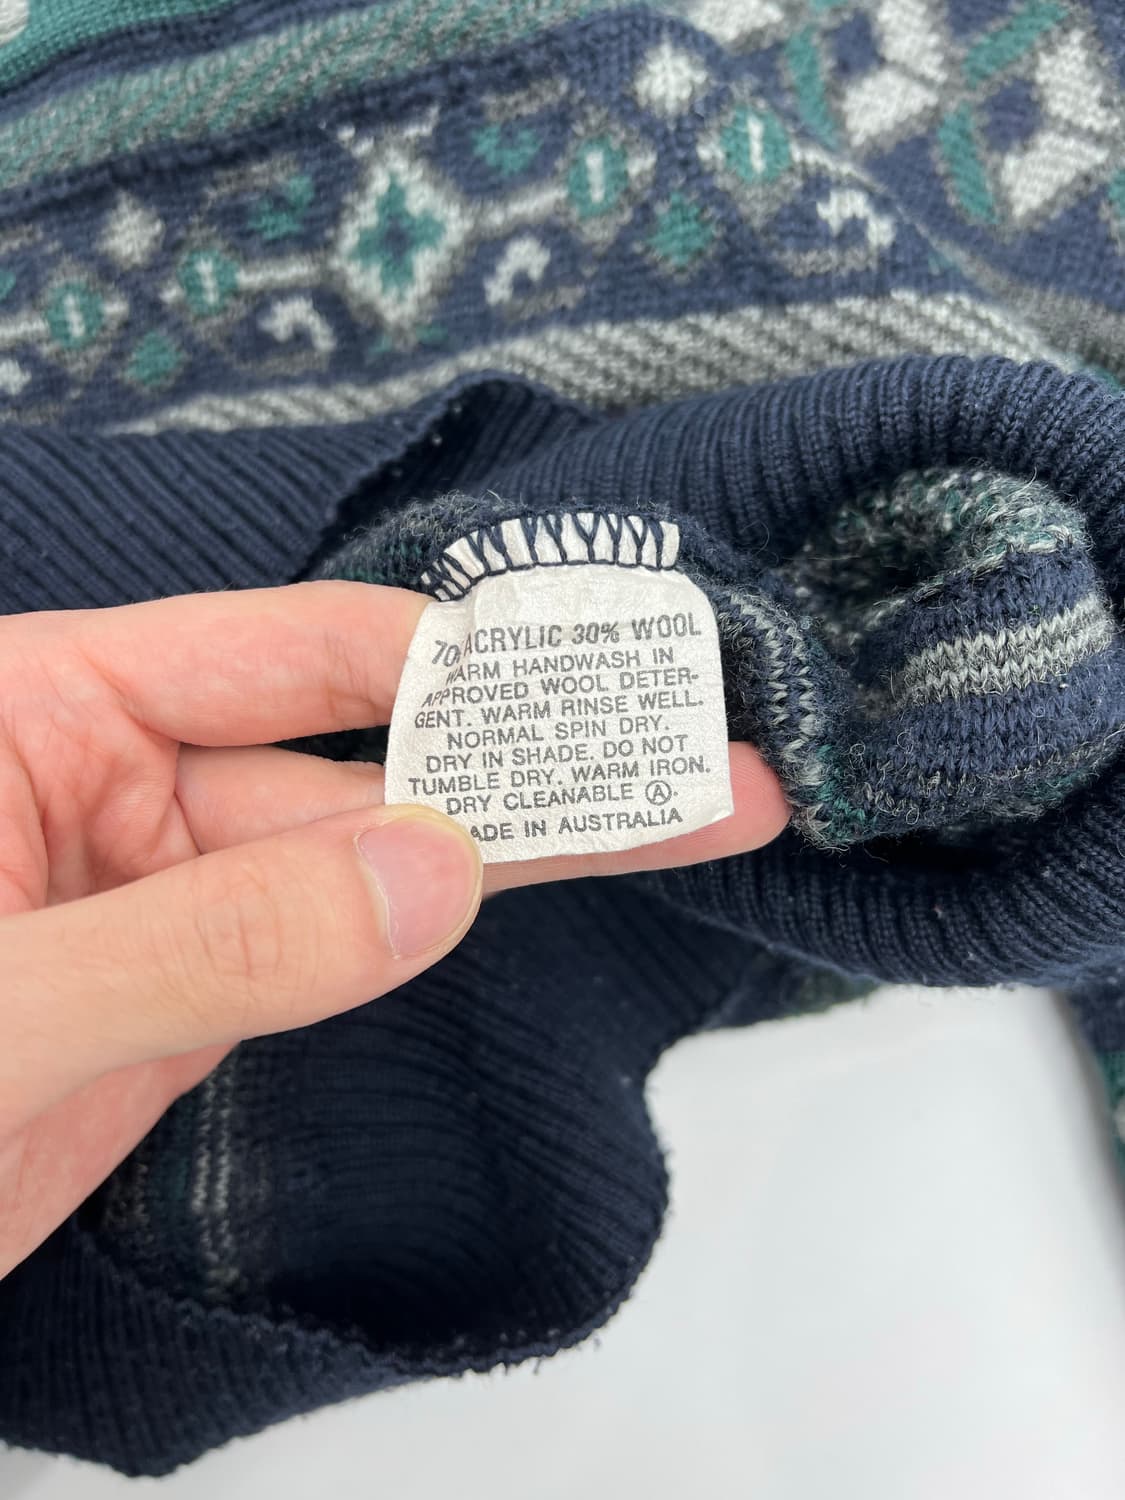 70% ACRYLIC 30% WOOL
WARM HANDWASH IN
APPROVED WOOL DETER-
GENT. WARM RINSE WELL.
NORMAL SPIN DRY.
DRY IN SHADE. DO NOT
TUMBLE DRY. WARM IRON.
DRY CLEANABLE Ⓐ.
ADE IN AUSTRALIA